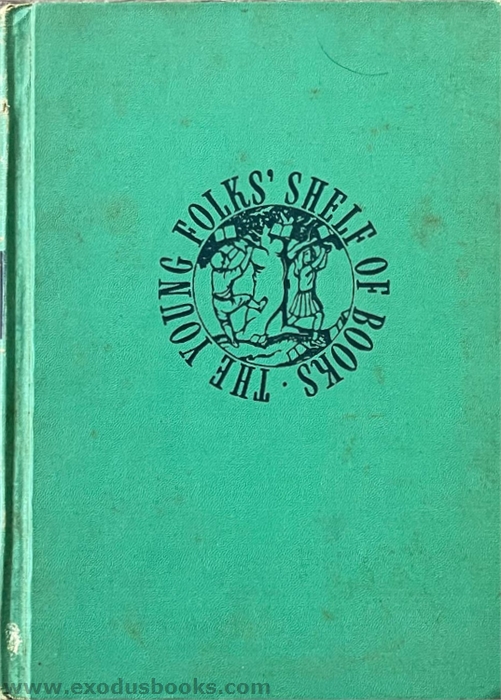 THE YOUNG FOLKS' SHELF OF BOOKS ·
www.exodusbooks.com